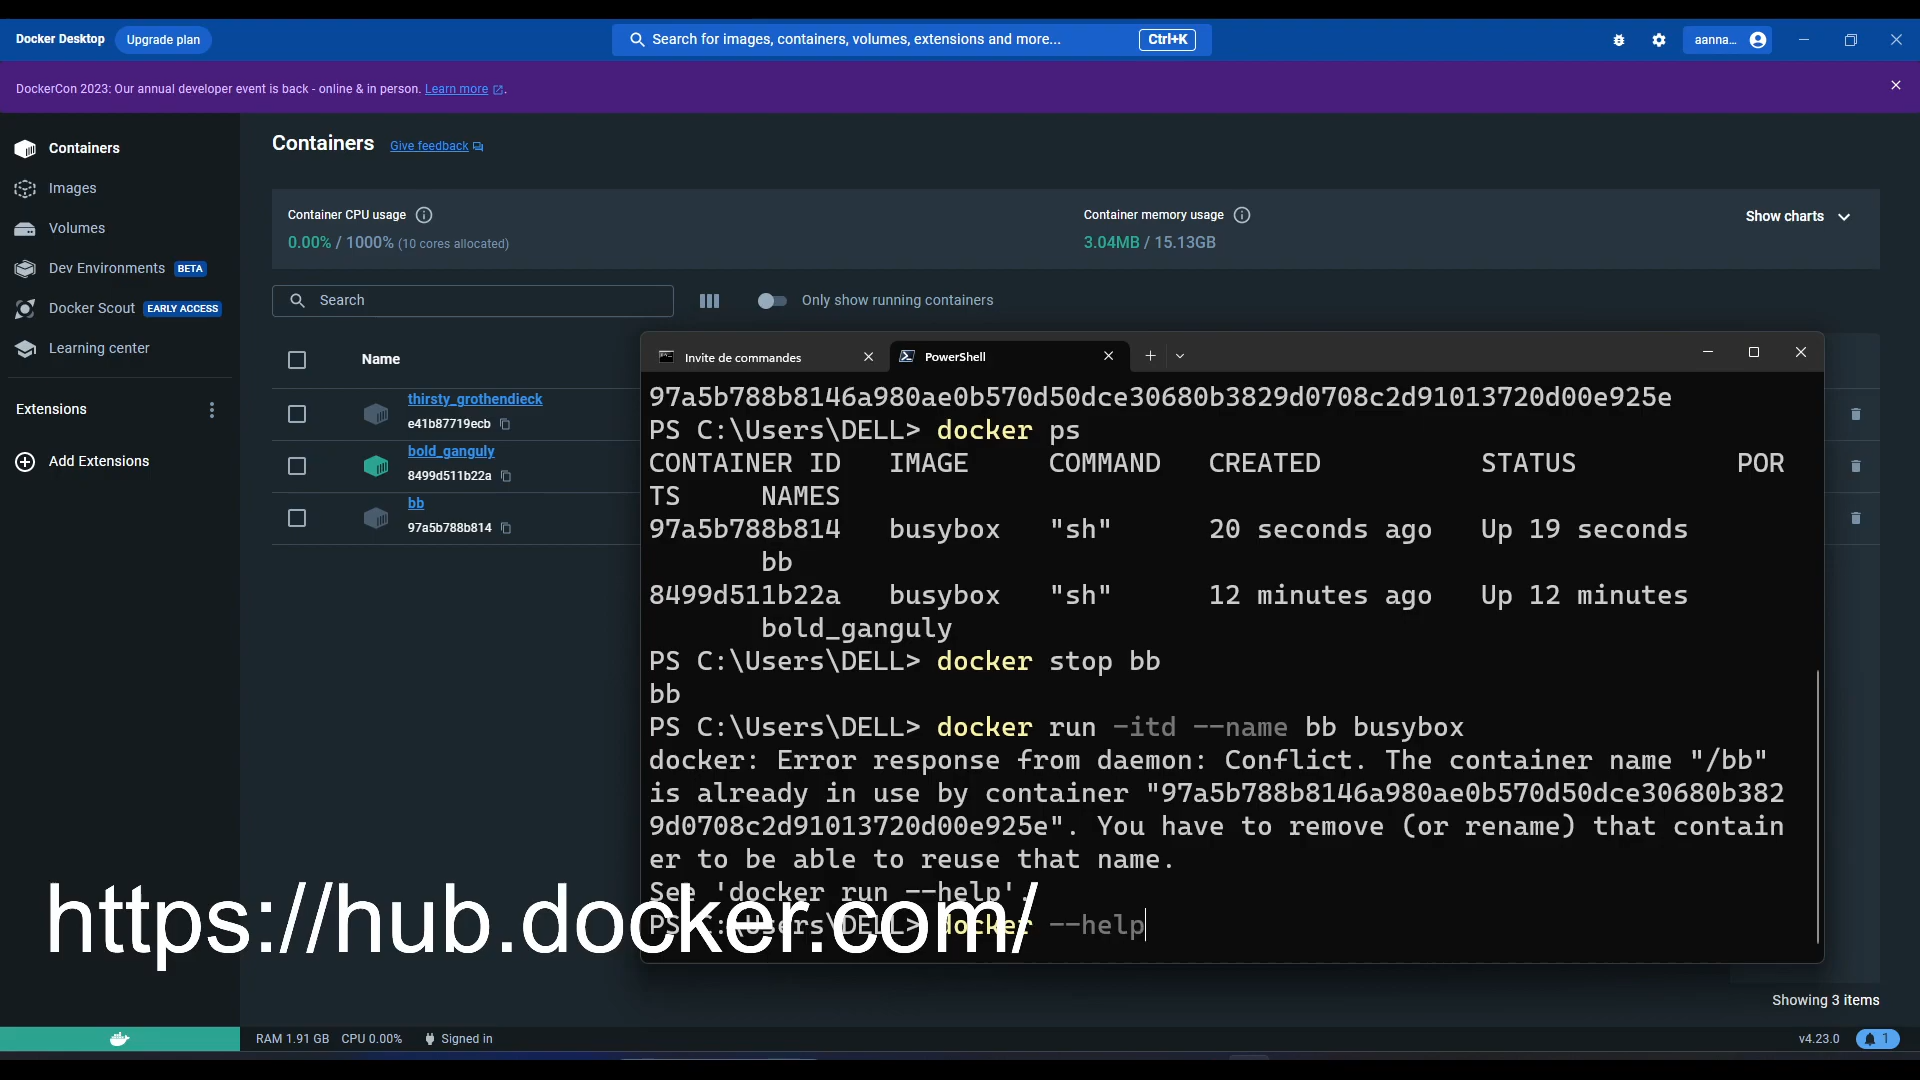 Docker Desktop
Upgrade plan
Search for images, containers, volumes, extensions and more...
Ctrl+K
aanna...
DockerCon 2023: Our annual developer event is back - online & in person. Learn more .
Containers
Images
Volumes
Dev Environments BETA
Docker Scout EARLY ACCESS
Learning center
Extensions
Add Extensions
Containers Give feedback
Container CPU usage
0.00% / 1000% (10 cores allocated)
Container memory usage
3.04MB / 15.13GB
Show charts
Search
Only show running containers
Name
thirsty_grothendieck
e41b87719ecb
bold_ganguly
8499d511b22a
bb
97a5b788b814
Invite de commandes
PowerShell
97a5b788b8146a980ae0b570d50dce30680b3829d0708c2d91013720d00e925e
PS C:\Users\DELL> docker ps
CONTAINER ID IMAGE COMMAND CREATED STATUS POR
TS NAMES
97a5b788b814 busybox "sh" 20 seconds ago Up 19 seconds
bb
8499d511b22a busybox "sh" 12 minutes ago Up 12 minutes
bold_ganguly
PS C:\Users\DELL> docker stop bb
bb
PS C:\Users\DELL> docker run -itd --name bb busybox
docker: Error response from daemon: Conflict. The container name "/bb"
is already in use by container "97a5b788b8146a980ae0b570d50dce30680b382
9d0708c2d91013720d00e925e". You have to remove (or rename) that contain
er to be able to reuse that name.
See 'docker run --help'.
PS C:\Users\DELL> docker --help
https://hub.docker.com/
Showing 3 items
RAM 1.91 GB CPU 0.00% Signed in
v4.23.0
1